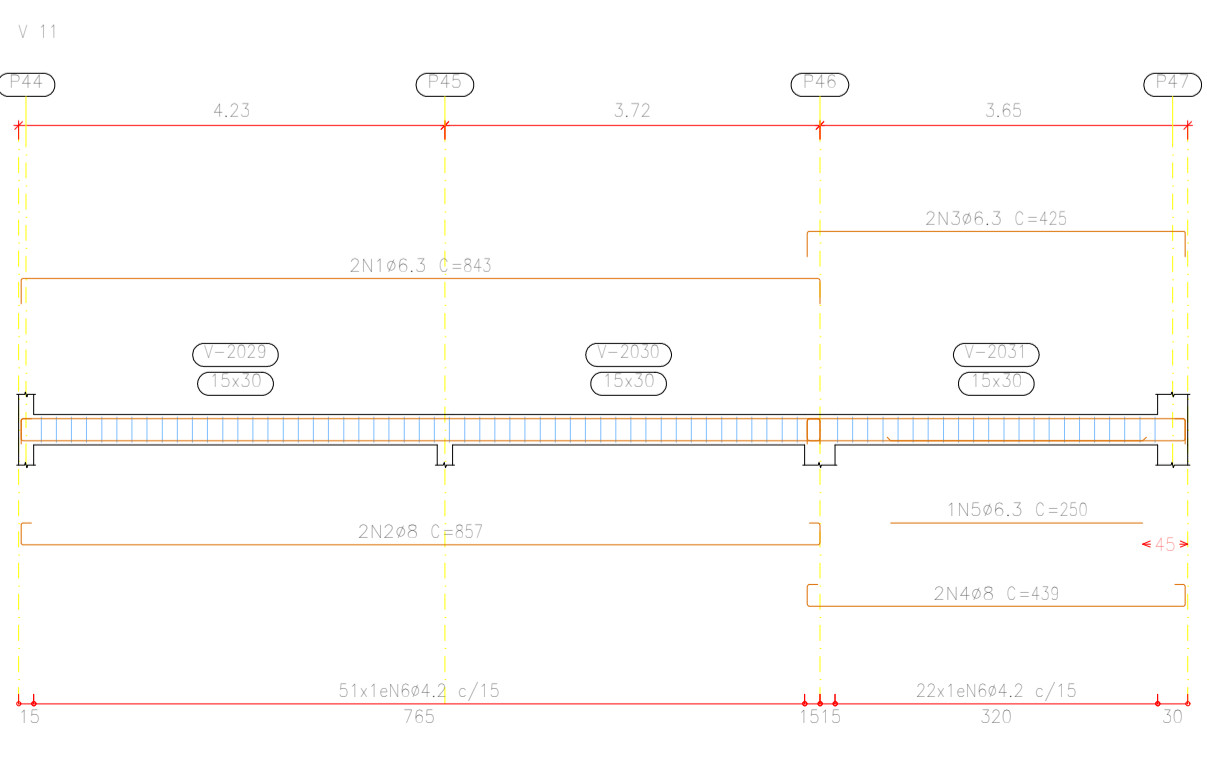 V 11
P44 P45 P46 P47
4.23 3.72 3.65
2N3ø6.3 C=425
2N1ø6.3 C=843
V-2029 V-2030 V-2031
15x30 15x30 15x30
1N5ø6.3 C=250
2N2ø8 C=857
45
2N4ø8 C=439
51x1eN6ø4.2 c/15 22x1eN6ø4.2 c/15
15 765 15 15 320 30